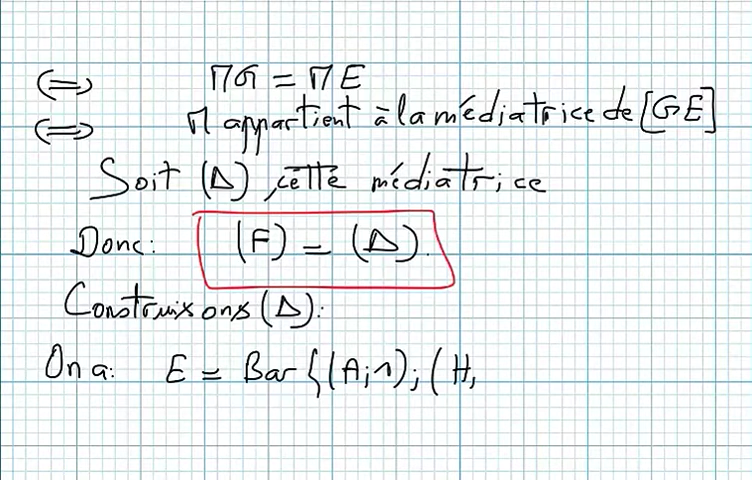 <=> MG = ME
<=> M appartient à la médiatrice de [GE]
Soit (Δ), cette médiatrice
Donc: (F) = (Δ).
Construisons (Δ):
On a: E = Bar {(A;1); (H,